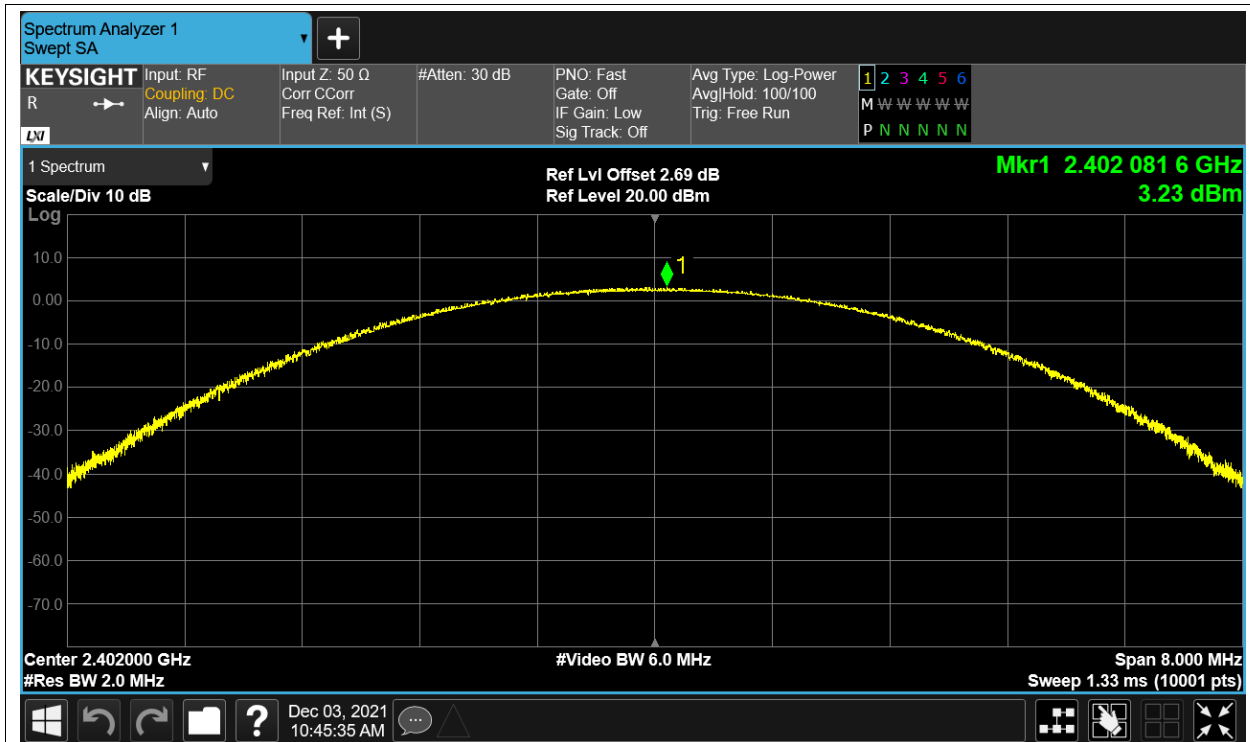 Spectrum Analyzer 1
Swept SA
+
KEYSIGHT
R
LXI
Input: RF
Coupling: DC
Align: Auto
Input Z: 50 Ω
Corr CCorr
Freq Ref: Int (S)
#Atten: 30 dB
PNO: Fast
Gate: Off
IF Gain: Low
Sig Track: Off
Avg Type: Log-Power
Avg|Hold: 100/100
Trig: Free Run
1 2 3 4 5 6
M W W W W W
P N N N N N
1 Spectrum
Scale/Div 10 dB
Ref Lvl Offset 2.69 dB
Ref Level 20.00 dBm
Mkr1 2.402 081 6 GHz
3.23 dBm
Log
1
10.0
0.00
-10.0
-20.0
-30.0
-40.0
-50.0
-60.0
-70.0
Center 2.402000 GHz
#Res BW 2.0 MHz
#Video BW 6.0 MHz
Span 8.000 MHz
Sweep 1.33 ms (10001 pts)
?
Dec 03, 2021
10:45:35 AM